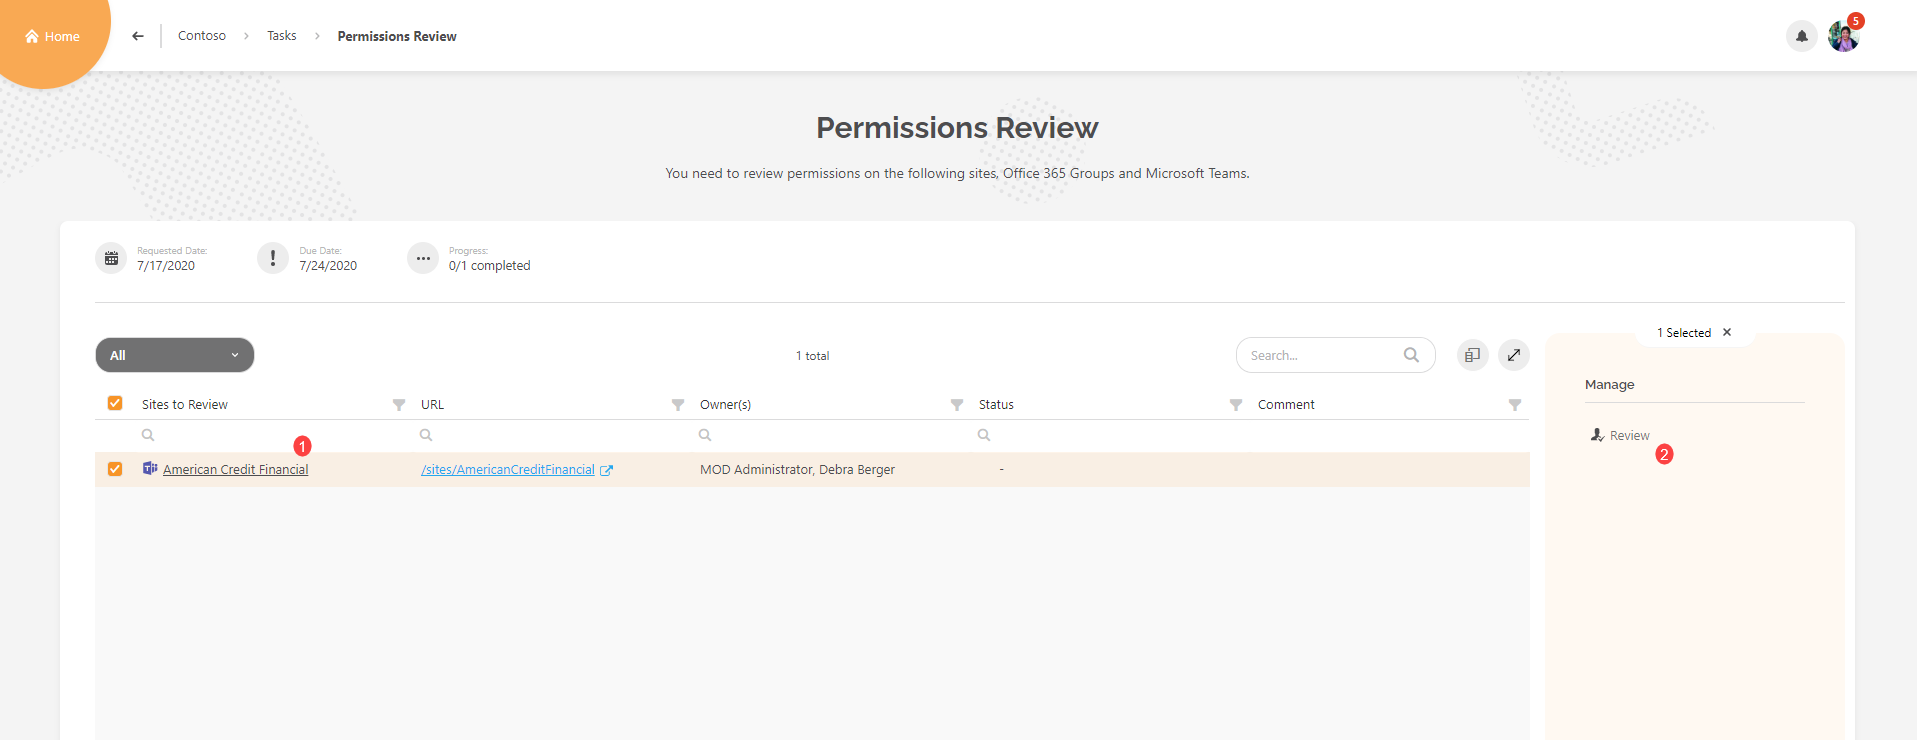 Home
Contoso > Tasks > Permissions Review
5
Permissions Review
You need to review permissions on the following sites, Office 365 Groups and Microsoft Teams.
Requested Date:
7/17/2020
Due Date:
7/24/2020
Progress:
0/1 completed
All
1 total
Search...
1 Selected
Manage
Review
2
Sites to Review URL Owner(s) Status Comment
1
American Credit Financial /sites/AmericanCreditFinancial MOD Administrator, Debra Berger -